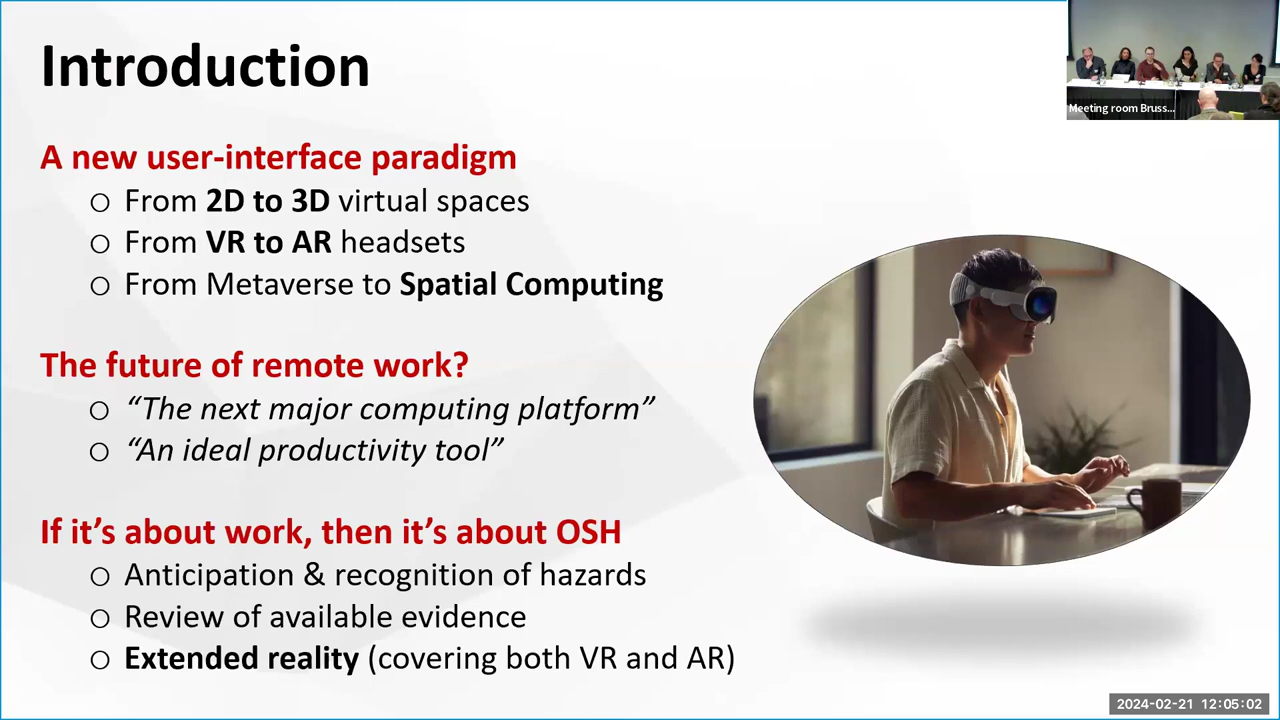 Introduction
Meeting room Bruss...
A new user-interface paradigm
From 2D to 3D virtual spaces
From VR to AR headsets
From Metaverse to Spatial Computing
The future of remote work?
“The next major computing platform”
“An ideal productivity tool”
If it’s about work, then it’s about OSH
Anticipation & recognition of hazards
Review of available evidence
Extended reality (covering both VR and AR)
2024-02-21 12:05:02